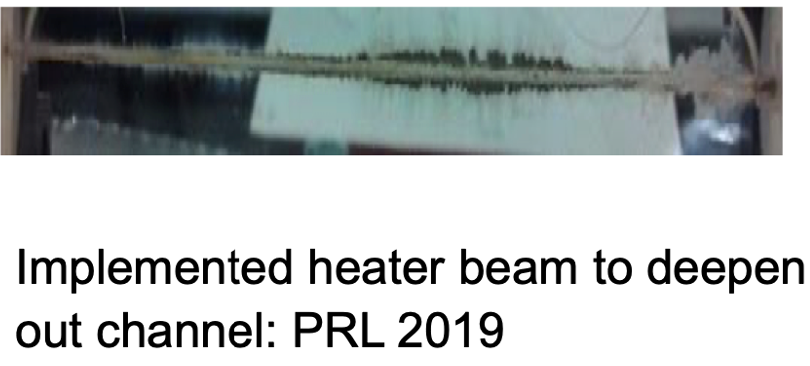 Implemented heater beam to deepen
out channel: PRL 2019